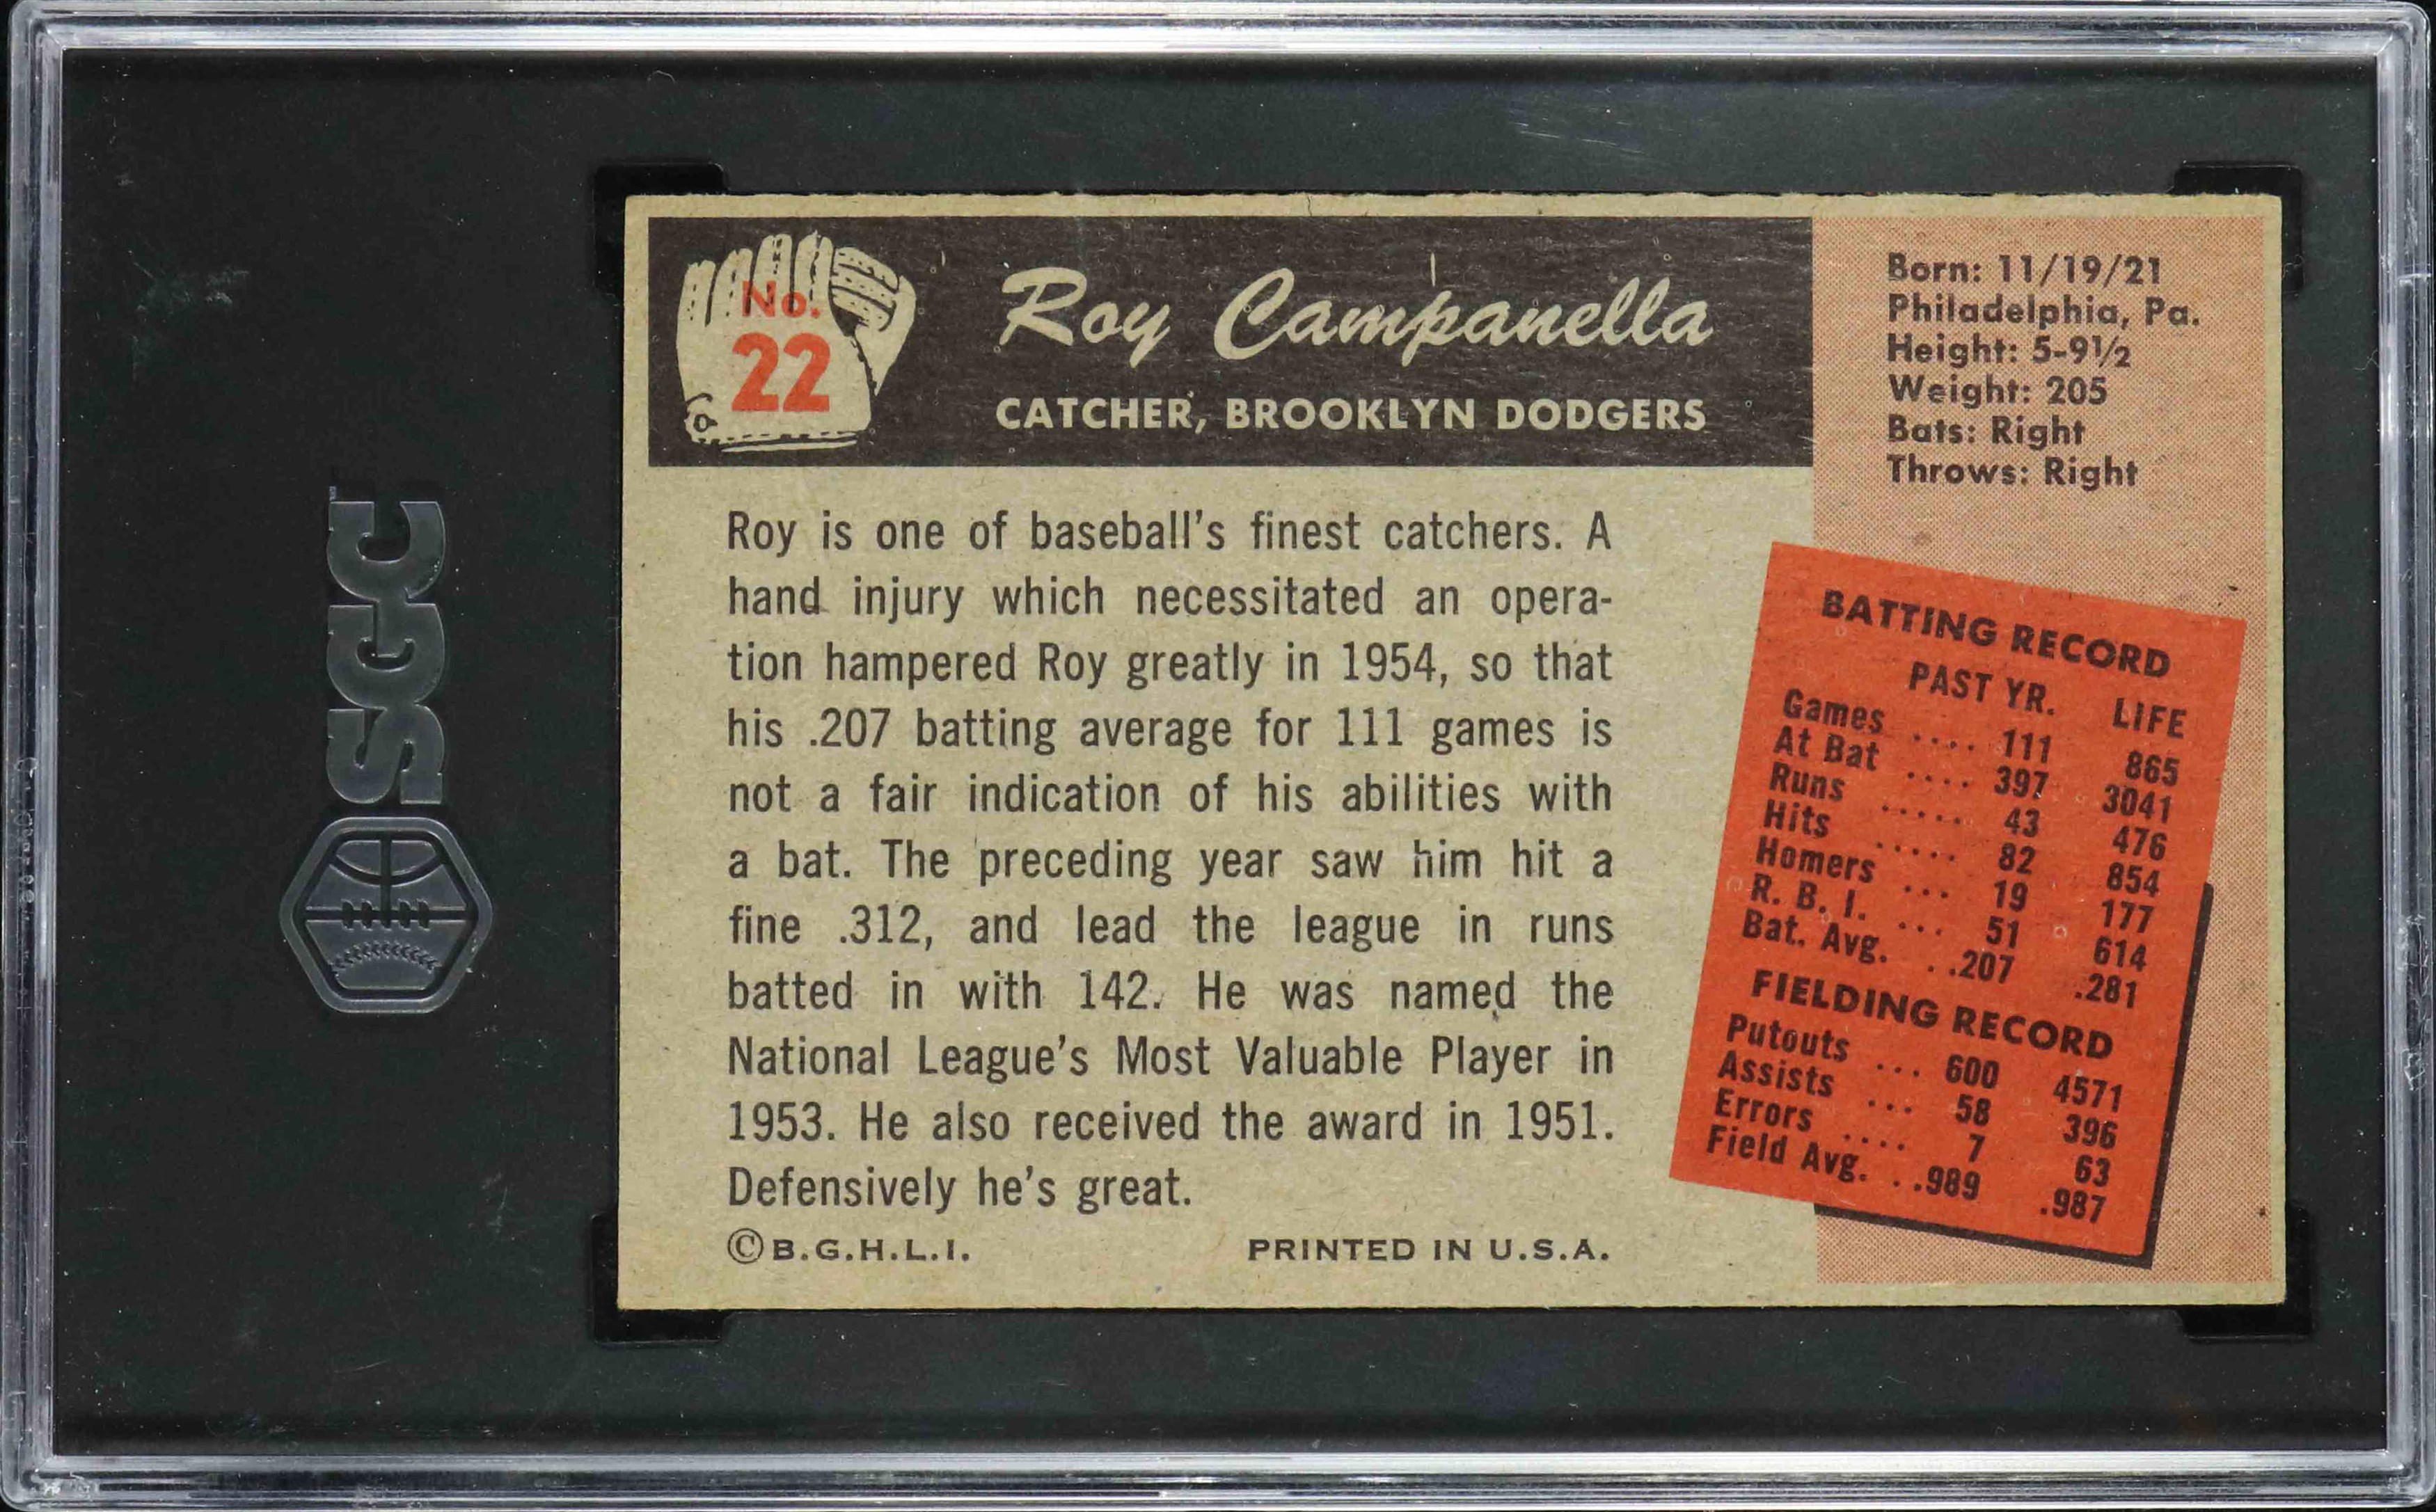 No.
22
Roy Campanella
CATCHER, BROOKLYN DODGERS
Born: 11/19/21
Philadelphia, Pa.
Height: 5-9½
Weight: 205
Bats: Right
Throws: Right
Roy is one of baseball's finest catchers. A
hand injury which necessitated an opera-
tion hampered Roy greatly in 1954, so that
his .207 batting average for 111 games is
not a fair indication of his abilities with
a bat. The preceding year saw him hit a
fine .312, and lead the league in runs
batted in with 142. He was named the
National League's Most Valuable Player in
1953. He also received the award in 1951.
Defensively he's great.
© B.G.H.L.I. PRINTED IN U.S.A.
BATTING RECORD
PAST YR. LIFE
Games .... 111 865
At Bat .... 397 3041
Runs ..... 43 476
Hits ..... 82 854
Homers ... 19 177
R. B. I. ... 51 614
Bat. Avg. . .207 .281
FIELDING RECORD
Putouts ... 600 4571
Assists ... 58 396
Errors .... 7 63
Field Avg. . .989 .987
SGC